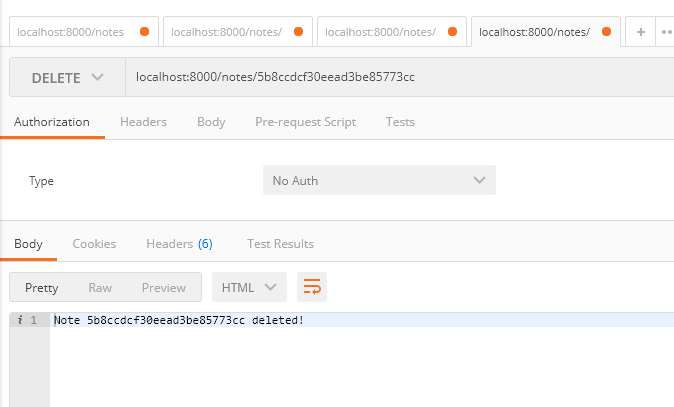 localhost:8000/notes localhost:8000/notes/ localhost:8000/notes/ localhost:8000/notes/ + ···
DELETE localhost:8000/notes/5b8ccdcf30eead3be85773cc
Authorization Headers Body Pre-request Script Tests
Type No Auth
Body Cookies Headers (6) Test Results
Pretty Raw Preview HTML
i 1 Note 5b8ccdcf30eead3be85773cc deleted!